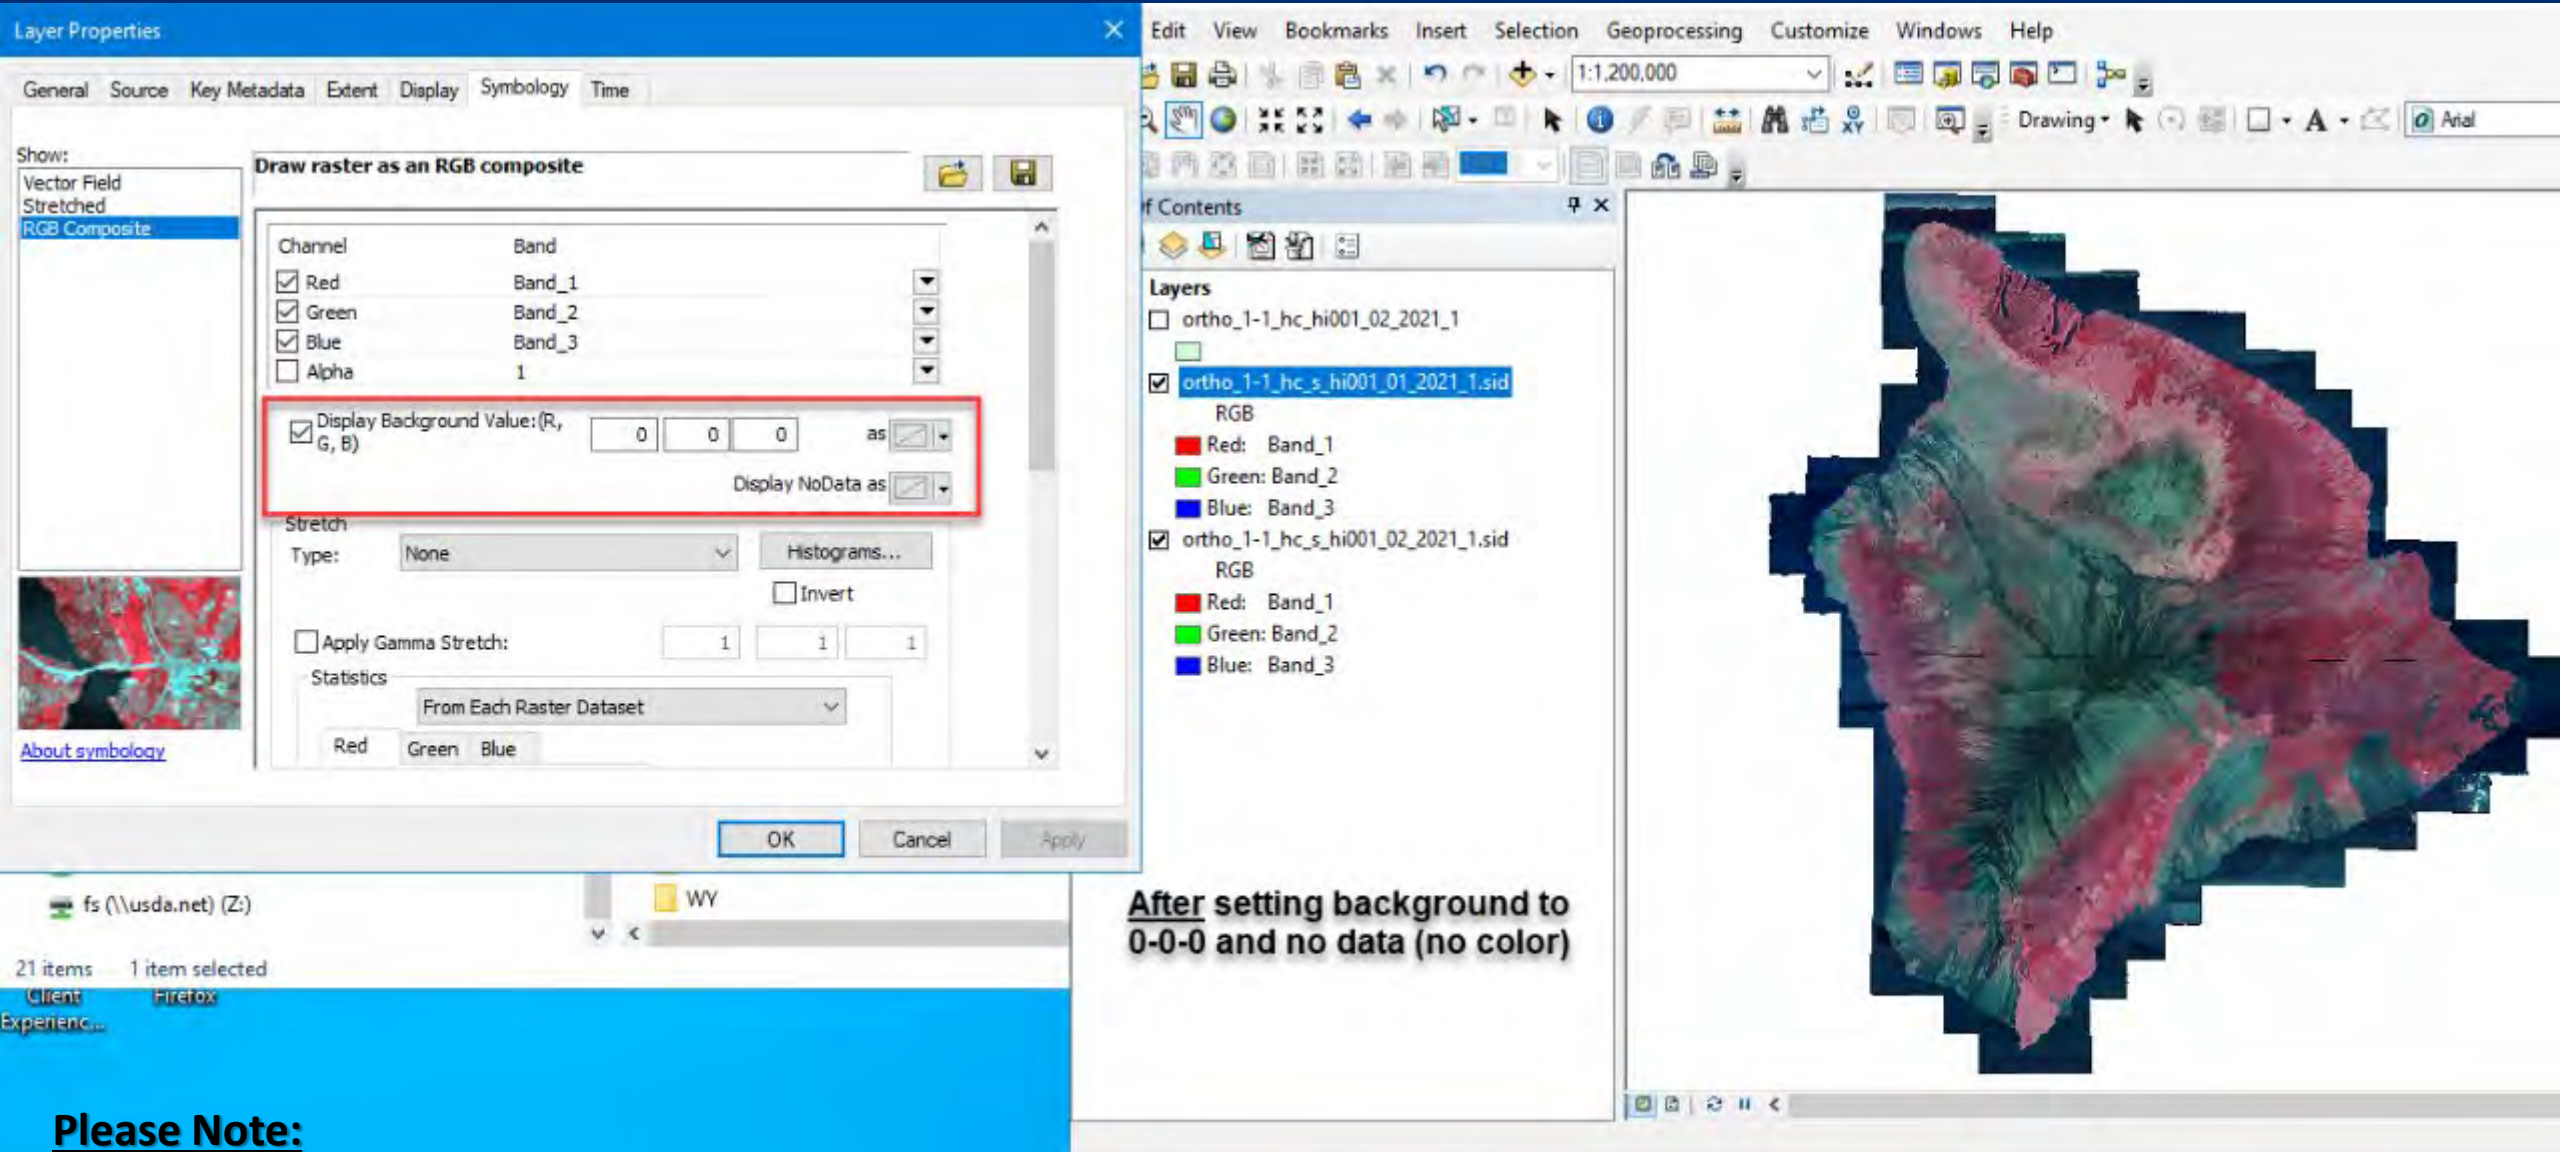 Layer Properties
General Source Key Metadata Extent Display Symbology Time
Show:
Vector Field
Stretched
RGB Composite
About symbology
Draw raster as an RGB composite
Channel Band
Red Band_1
Green Band_2
Blue Band_3
Alpha 1
Display Background Value:(R,
G, B) 0 0 0 as
Display NoData as
Stretch
Type: None Histograms...
Invert
Apply Gamma Stretch: 1 1 1
Statistics
From Each Raster Dataset
Red Green Blue
OK Cancel Apply
fs (\\usda.net) (Z:)
WY
21 items 1 item selected
Client Firefox
Experienc...
Please Note:
Edit View Bookmarks Insert Selection Geoprocessing Customize Windows Help
1:1,200,000
Drawing A Arial
f Contents
Layers
ortho_1-1_hc_hi001_02_2021_1
ortho_1-1_hc_s_hi001_01_2021_1.sid
RGB
Red: Band_1
Green: Band_2
Blue: Band_3
ortho_1-1_hc_s_hi001_02_2021_1.sid
RGB
Red: Band_1
Green: Band_2
Blue: Band_3
After setting background to
0-0-0 and no data (no color)